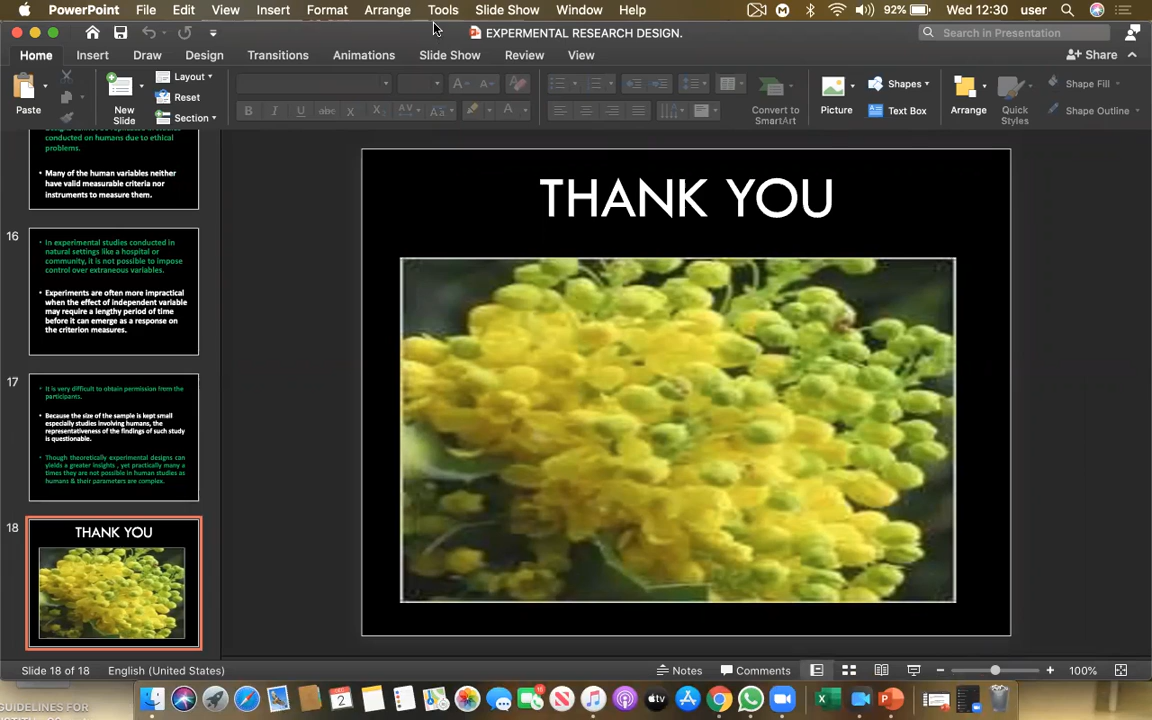 PowerPoint File Edit View Insert Format Arrange Tools Slide Show Window Help 92% Wed 12:30 user
EXPERMENTAL RESEARCH DESIGN.
Search in Presentation
Home Insert Draw Design Transitions Animations Slide Show Review View Share
Paste
New Slide
Layout
Reset
Section
B I U abc X X AV Aa A
Convert to SmartArt
Picture
Shapes
Text Box
Arrange
Quick Styles
Shape Fill
Shape Outline
conducted on humans due to ethical
problems.
Many of the human variables neither
have valid measurable criteria nor
instruments to measure them.
16
In experimental studies conducted in
natural settings like a hospital or
community, it is not possible to impose
control over extraneous variables.
Experiments are often more impractical
when the effect of independent variable
may require a lengthy period of time
before it can emerge as a response on
the criterion measures.
17
It is very difficult to obtain permission from the
participants.
Because the size of the sample is kept small
especially studies involving humans, the
representativeness of the findings of such study
is questionable.
Though theoretically experimental designs can
yields a greater insights , yet practically many a
times they are not possible in human studies as
humans & their parameters are complex.
18
THANK YOU
THANK YOU
Slide 18 of 18 English (United States) Notes Comments 100%
GUIDELINES FOR